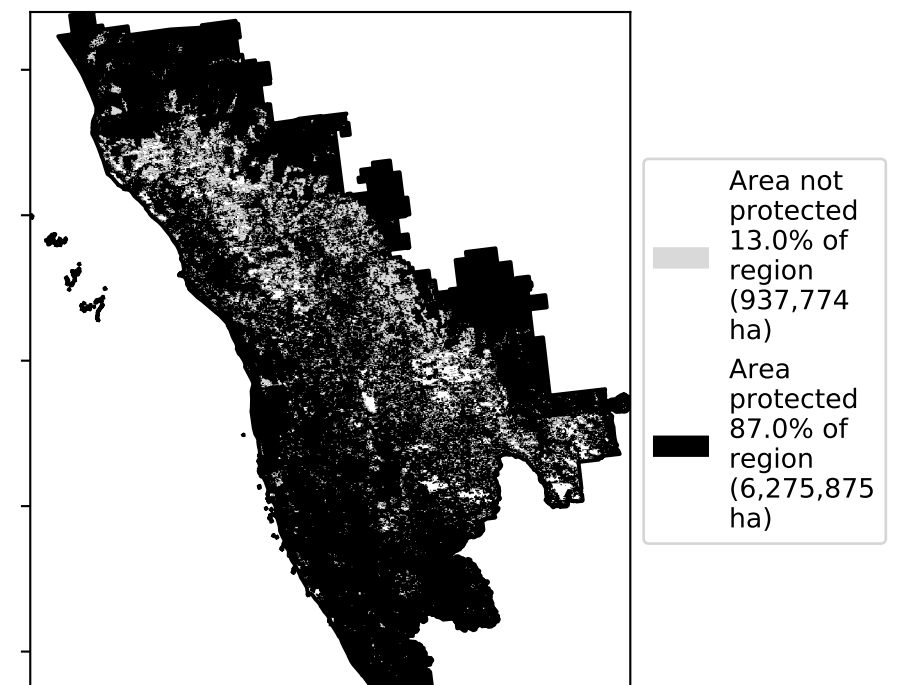 Area not
protected
13.0% of
region
(937,774
ha)
Area
protected
87.0% of
region
(6,275,875
ha)